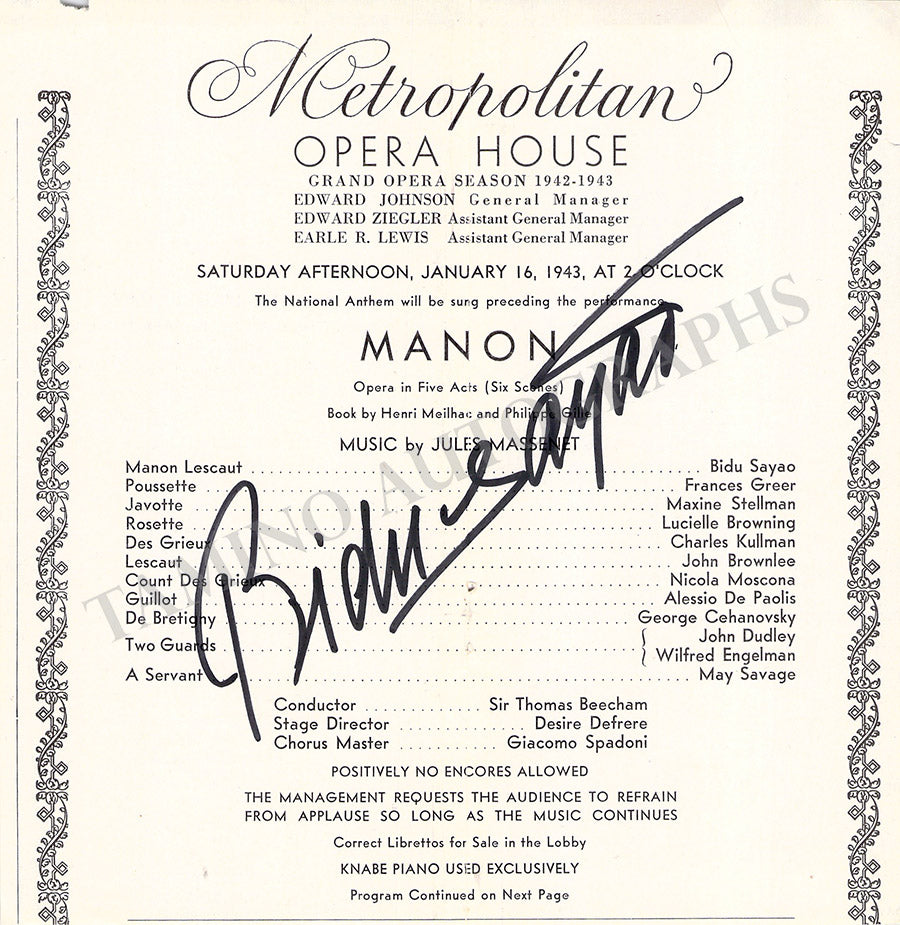 Metropolitan
OPERA HOUSE
GRAND OPERA SEASON 1942-1943
EDWARD JOHNSON General Manager
EDWARD ZIEGLER Assistant General Manager
EARLE R. LEWIS Assistant General Manager
SATURDAY AFTERNOON, JANUARY 16, 1943, AT 2 O'CLOCK
The National Anthem will be sung preceding the performance
MANON
Opera in Five Acts (Six Scenes)
Book by Henri Meilhac and Philippe Gille
MUSIC by JULES MASSENET
Manon Lescaut .......... Bidu Sayao
Poussette .......... Frances Greer
Javotte .......... Maxine Stellman
Rosette .......... Lucielle Browning
Des Grieux .......... Charles Kullman
Lescaut .......... John Brownlee
Count Des Grieux .......... Nicola Moscona
Guillot .......... Alessio De Paolis
De Bretigny .......... George Cehanovsky
Two Guards .......... { John Dudley
Wilfred Engelman
A Servant .......... May Savage
Conductor .......... Sir Thomas Beecham
Stage Director .......... Desire Defrere
Chorus Master .......... Giacomo Spadoni
POSITIVELY NO ENCORES ALLOWED
THE MANAGEMENT REQUESTS THE AUDIENCE TO REFRAIN
FROM APPLAUSE SO LONG AS THE MUSIC CONTINUES
Correct Librettos for Sale in the Lobby
KNABE PIANO USED EXCLUSIVELY
Program Continued on Next Page
Bidu Sayao
TAMINO AUTOGRAPHS